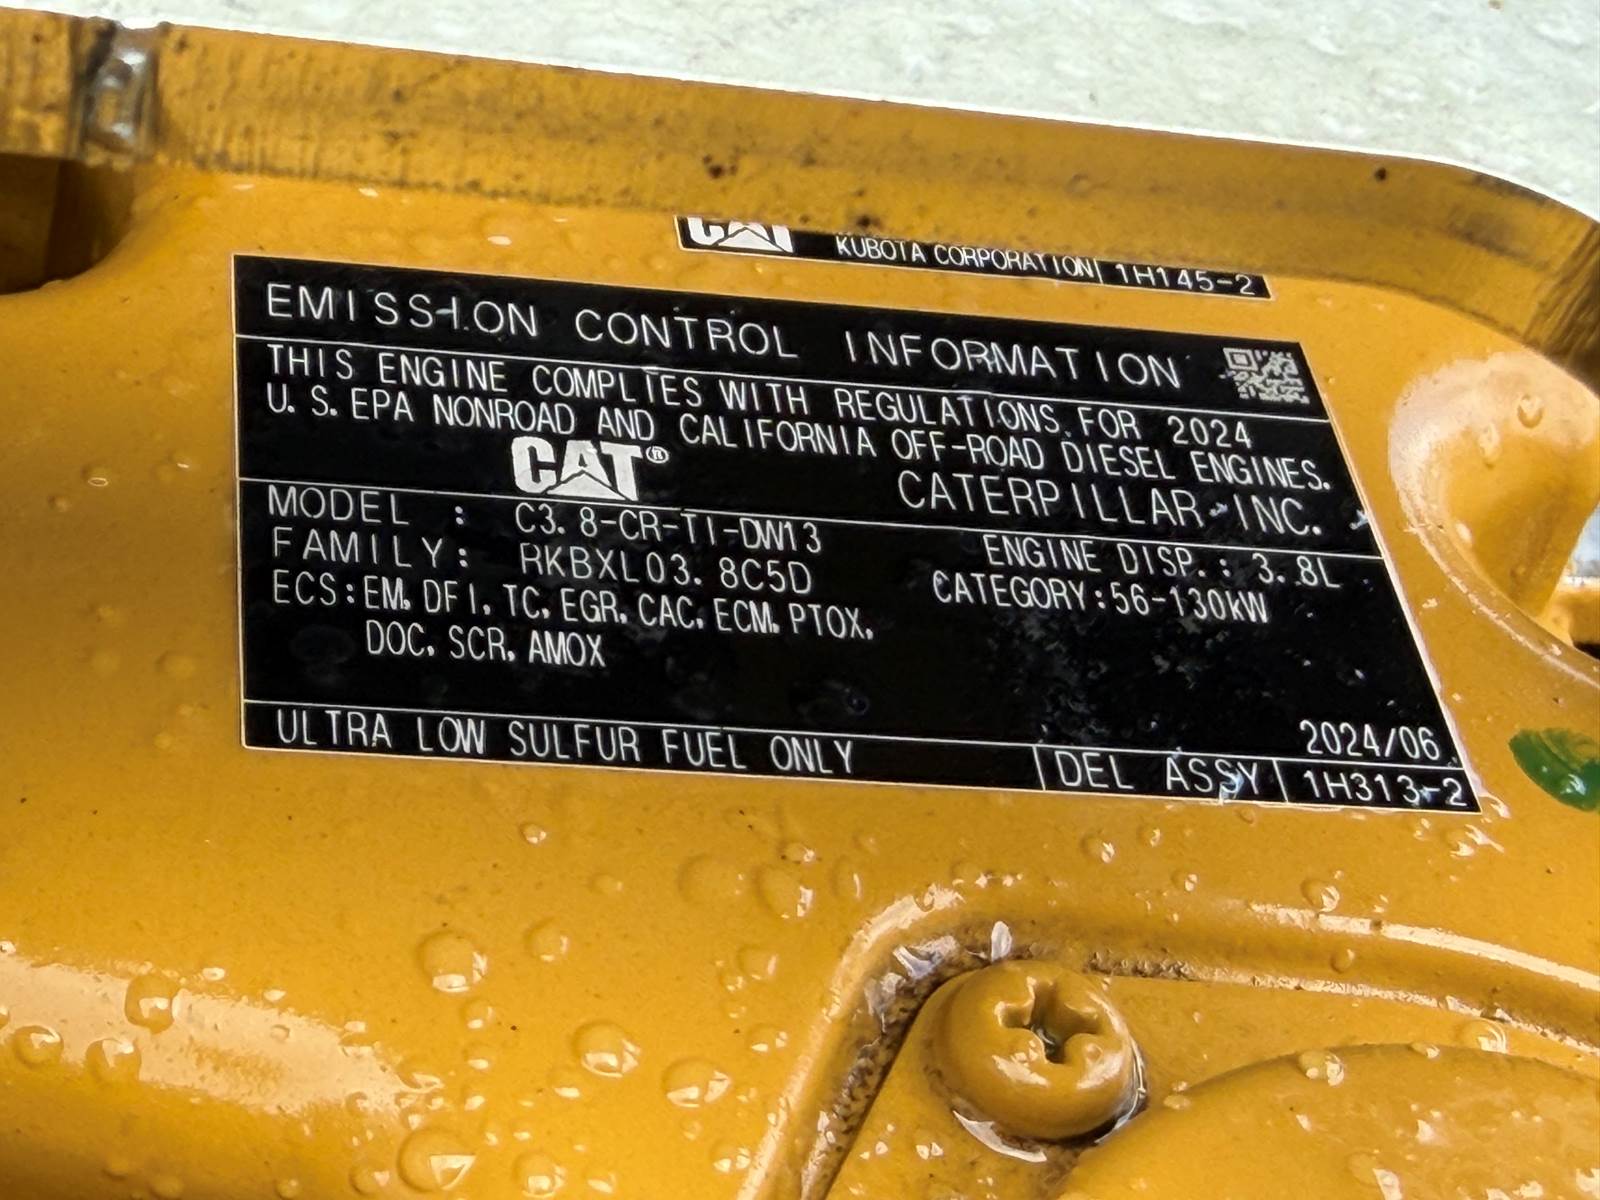 CAT
KUBOTA CORPORATION 1H145-2
EMISSION CONTROL INFORMATION
THIS ENGINE COMPLIES WITH REGULATIONS FOR 2024
U.S. EPA NONROAD AND CALIFORNIA OFF-ROAD DIESEL ENGINES.
CAT® CATERPILLAR INC.
MODEL : C3.8-CR-TI-DW13 ENGINE DISP.: 3.8L
FAMILY: RKBXL03.8C5D CATEGORY:56-130kW
ECS:EM, DFI, TC, EGR, CAC, ECM, PTOX,
DOC, SCR, AMOX
2024/06
ULTRA LOW SULFUR FUEL ONLY DEL ASSY 1H313-2